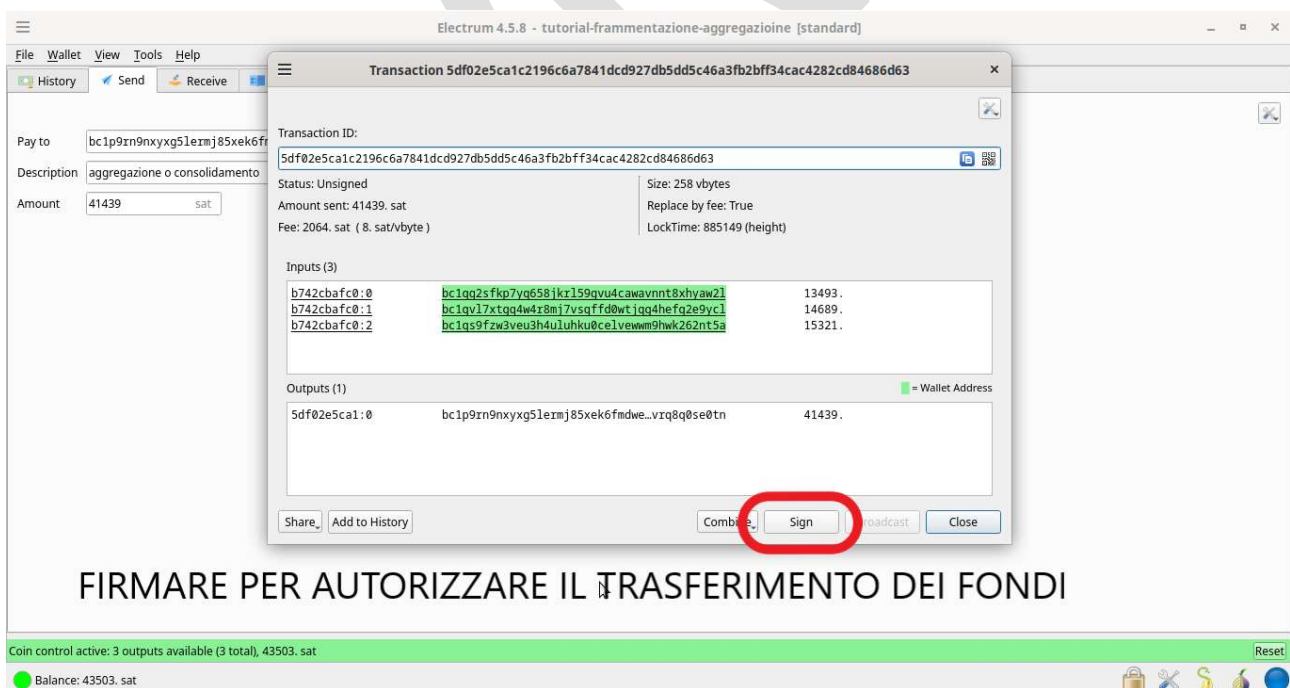 Electrum 4.5.8 - tutorial-frammentazione-aggregazioine [standard]
File Wallet View Tools Help
History Send Receive
Transaction 5df02e5ca1c2196c6a7841dcd927db5dd5c46a3fb2bff34cac4282cd84686d63
Pay to bc1p9rn9nxyxg5lermj85xek6fr
Description aggregazione o consolidamento
Amount 41439 sat
Transaction ID:
5df02e5ca1c2196c6a7841dcd927db5dd5c46a3fb2bff34cac4282cd84686d63
Status: Unsigned Size: 258 vbytes
Amount sent: 41439. sat Replace by fee: True
Fee: 2064. sat ( 8. sat/vbyte ) LockTime: 885149 (height)
Inputs (3)
b742cbafc0:0 bc1qq2sfkp7yq658jkrl59qvu4cawavnnt8xhyaw2l 13493.
b742cbafc0:1 bc1qvl7xtgq4w4r8mj7vsqffd0wtjqq4hefq2e9ycl 14689.
b742cbafc0:2 bc1qs9fzw3veu3h4uluhku0celvewwm9hwk262nt5a 15321.
Outputs (1) = Wallet Address
5df02e5ca1:0 bc1p9rn9nxyxg5lermj85xek6fmdwe…vrq8q0se0tn 41439.
Share Add to History Combine Sign Broadcast Close
FIRMARE PER AUTORIZZARE IL TRASFERIMENTO DEI FONDI
Coin control active: 3 outputs available (3 total), 43503. sat Reset
Balance: 43503. sat